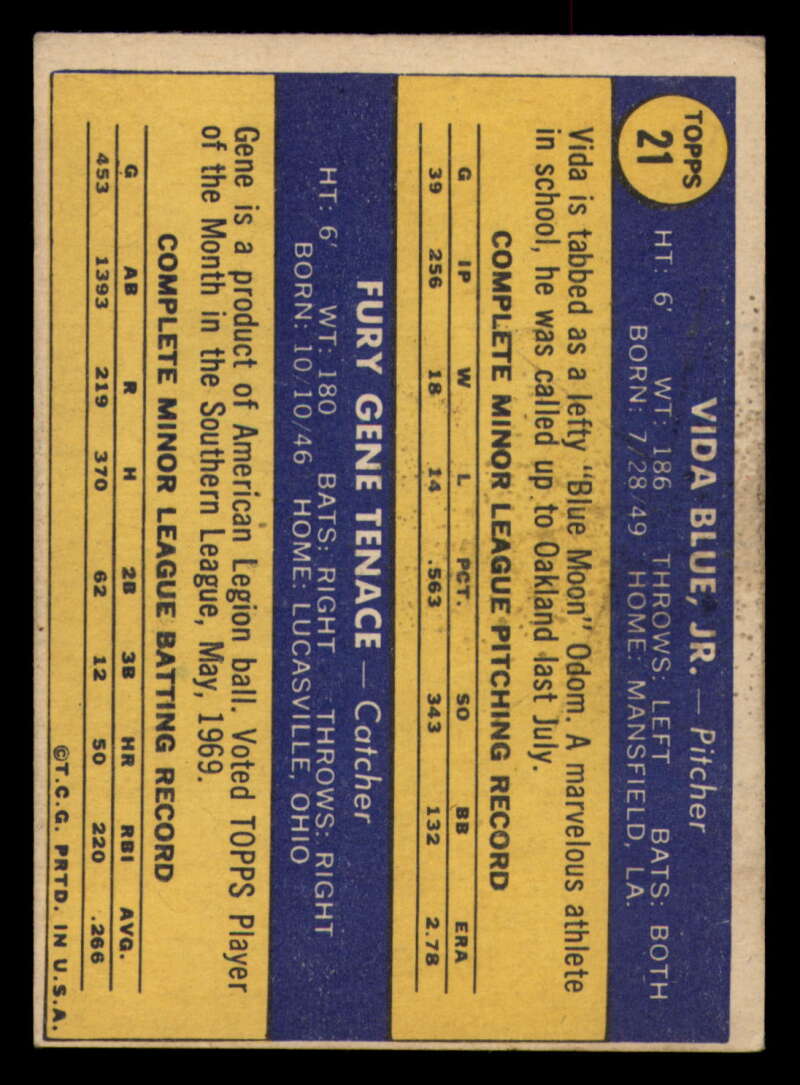 TOPPS
21
VIDA BLUE, JR. — Pitcher
HT: 6' WT: 186 THROWS: LEFT BATS: BOTH
BORN: 7/28/49 HOME: MANSFIELD, LA.
Vida is tabbed as a lefty "Blue Moon" Odom. A marvelous athlete
in school, he was called up to Oakland last July.
COMPLETE MINOR LEAGUE PITCHING RECORD
G IP W L PCT. SO BB ERA
39 256 18 14 .563 343 132 2.78
FURY GENE TENACE — Catcher
HT: 6' WT: 180 BATS: RIGHT THROWS: RIGHT
BORN: 10/10/46 HOME: LUCASVILLE, OHIO
Gene is a product of American Legion ball. Voted TOPPS Player
of the Month in the Southern League, May, 1969.
COMPLETE MINOR LEAGUE BATTING RECORD
G AB R H 2B 3B HR RBI AVG.
453 1393 219 370 62 12 50 220 .266
©T.C.G. PRTD. IN U.S.A.